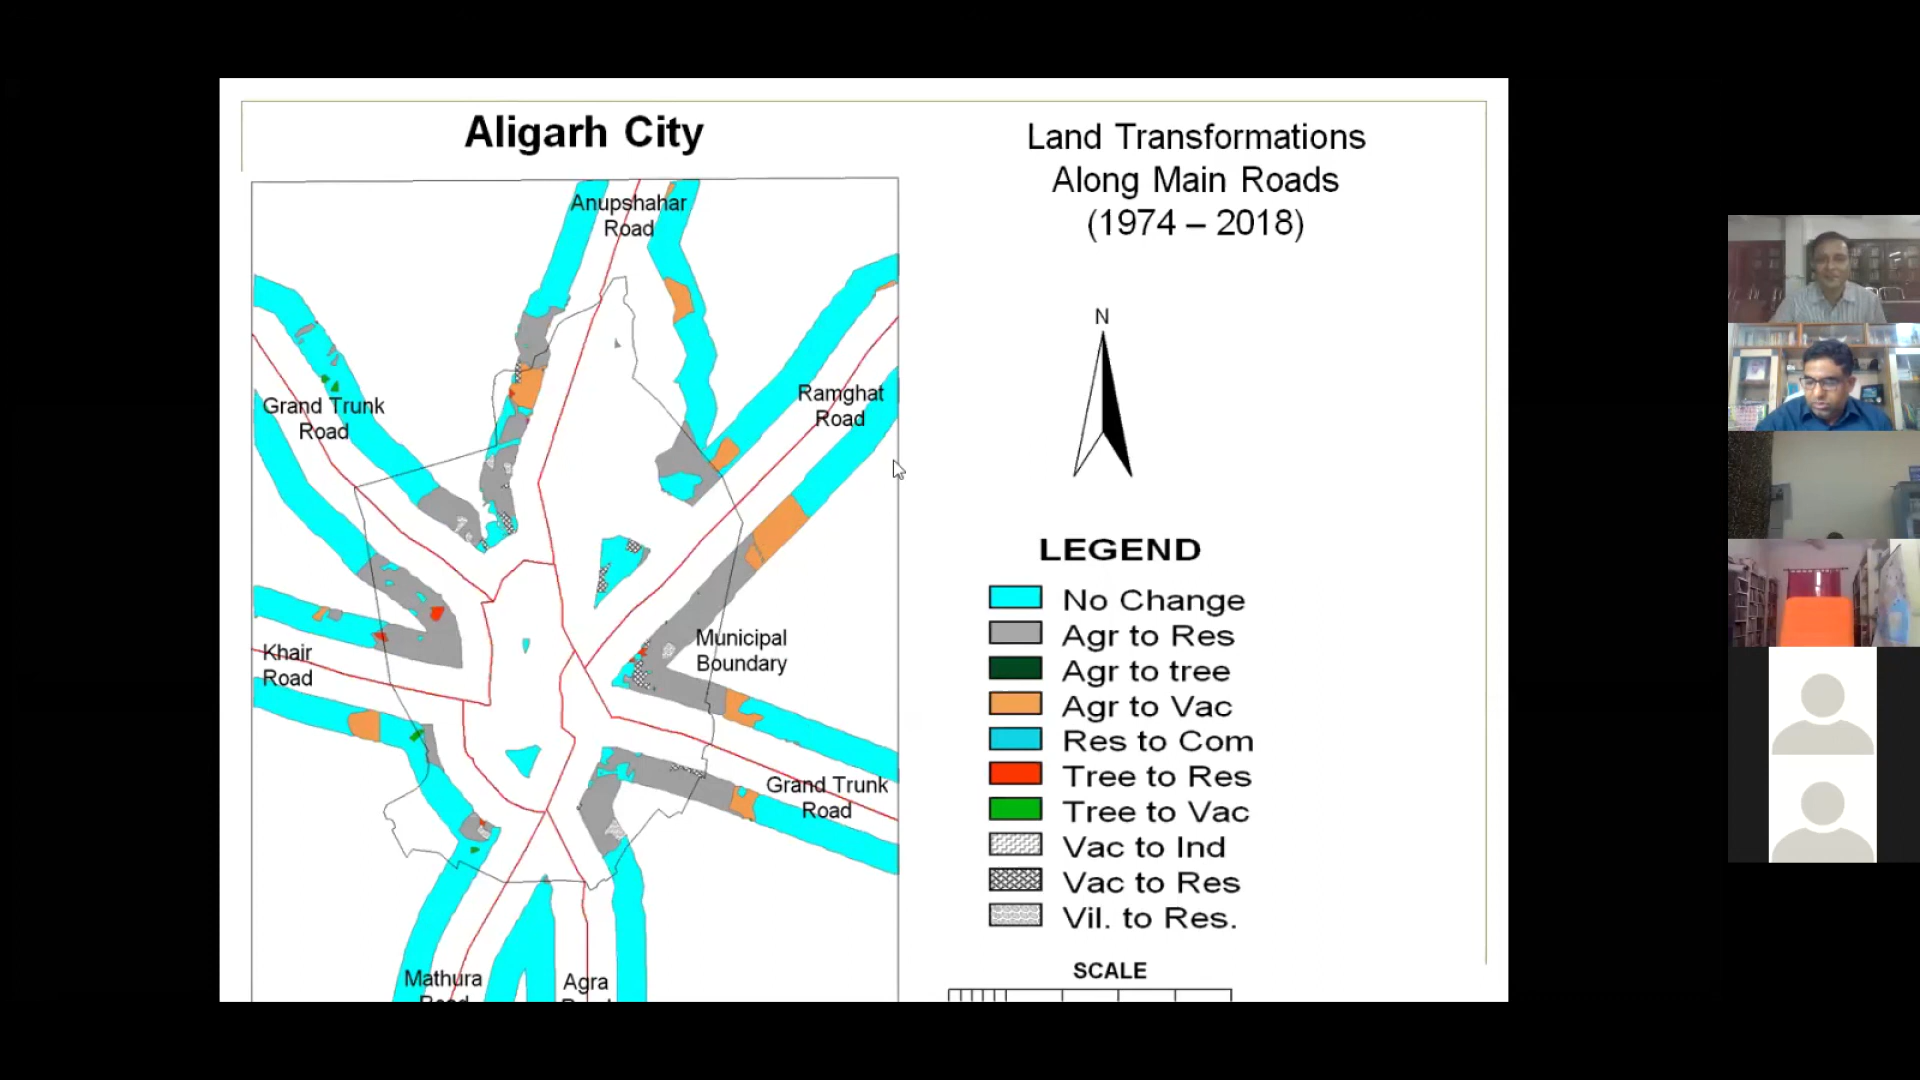 Aligarh City
Land Transformations
Along Main Roads
(1974 – 2018)
Anupshahar
Road
N
Ramghat
Road
Grand Trunk
Road
LEGEND
No Change
Agr to Res
Agr to tree
Agr to Vac
Res to Com
Tree to Res
Tree to Vac
Vac to Ind
Vac to Res
Vil. to Res.
SCALE
Municipal
Boundary
Khair
Road
Grand Trunk
Road
Mathura
Road
Agra